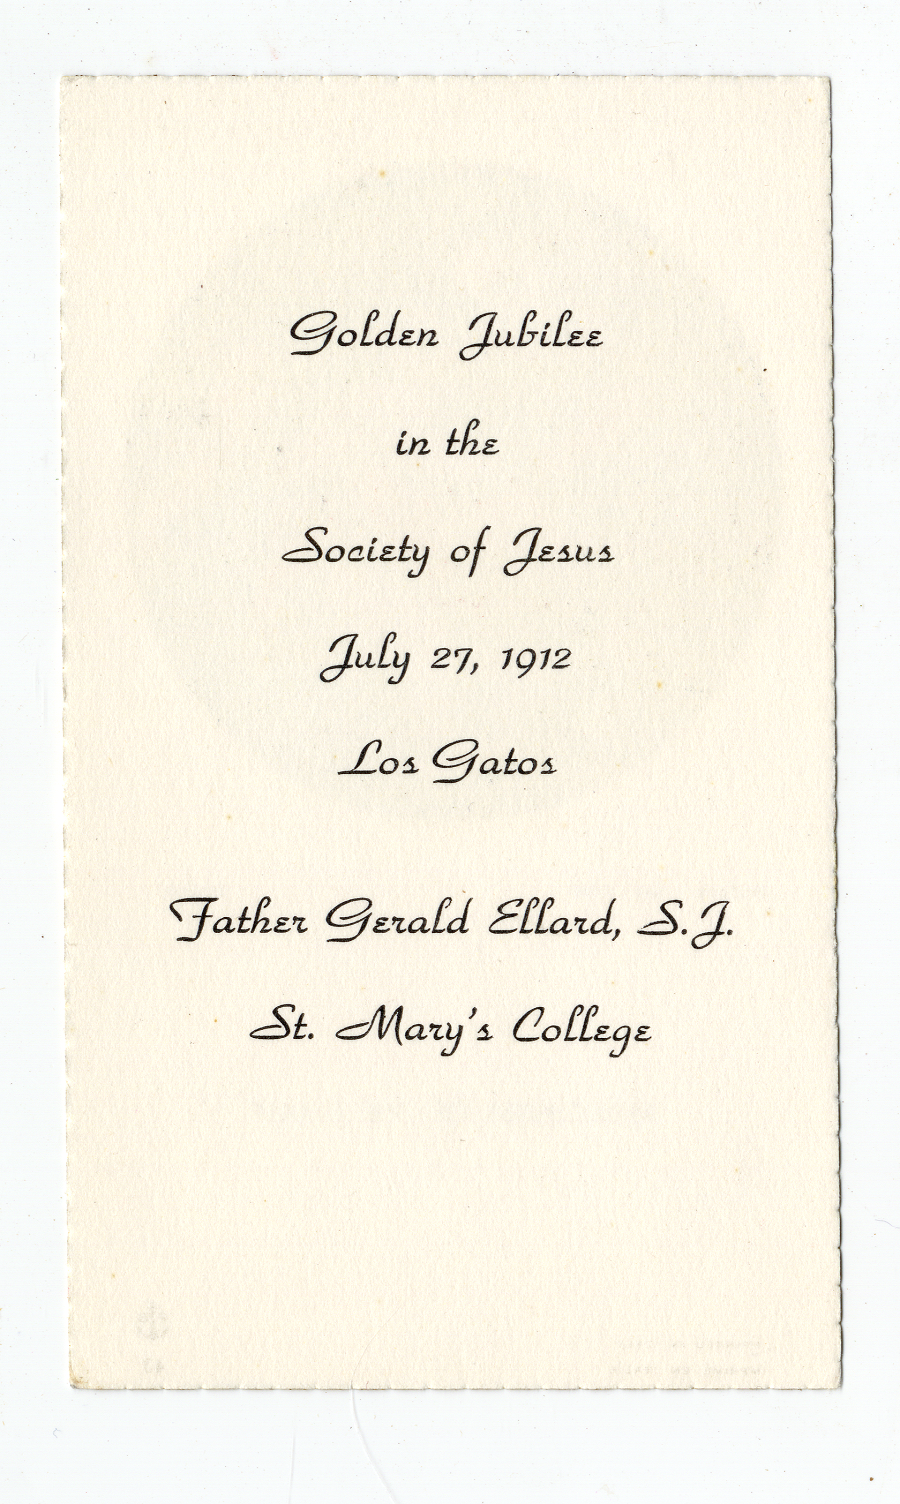 Golden Jubilee
in the
Society of Jesus
July 27, 1912
Los Gatos
Father Gerald Ellard, S.J.
St. Mary's College